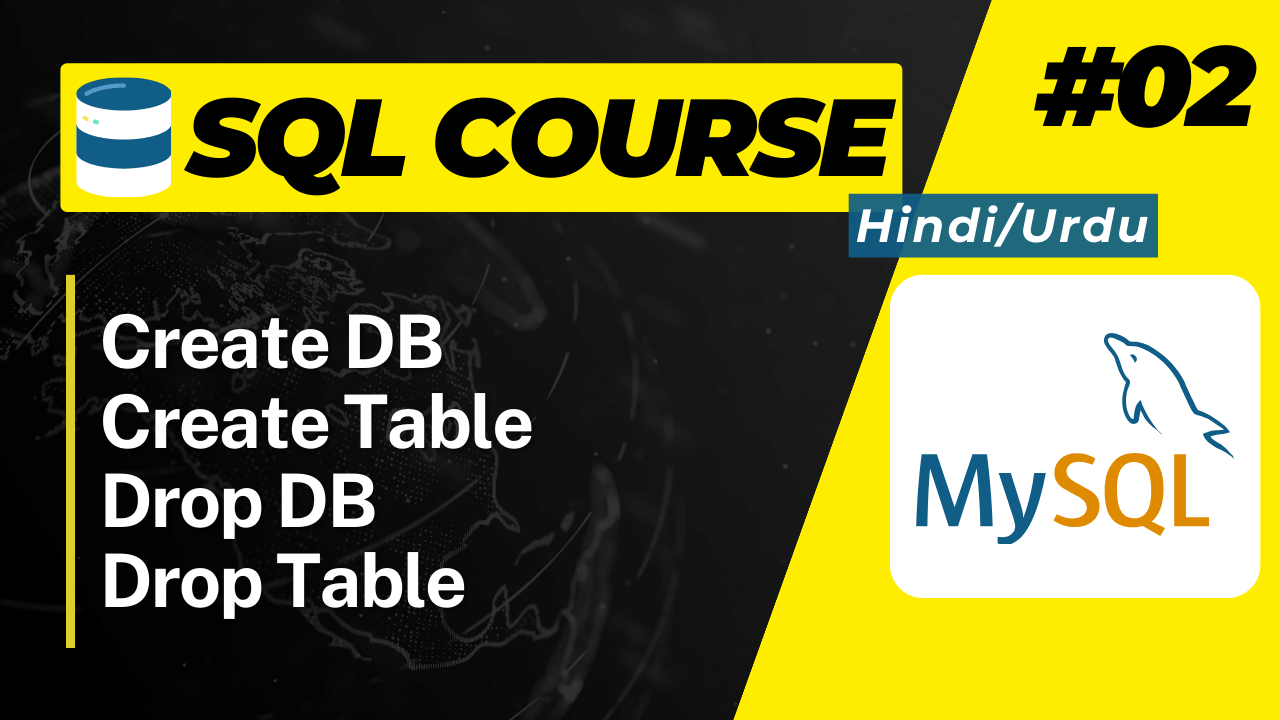 SQL COURSE
#02
Hindi/Urdu
Create DB
Create Table
Drop DB
Drop Table
MySQL